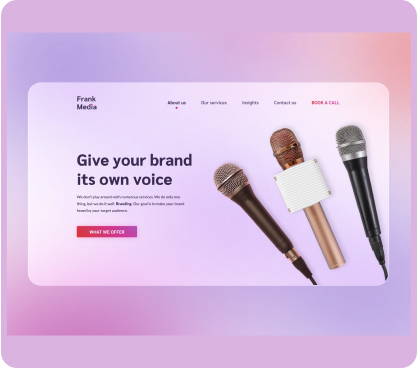 Frank
Media
About us
Our services
Insights
Contact us
BOOK A CALL
Give your brand
its own voice
We don't play around with numerous services. We do only one
thing, but we do it well: Branding. Our goal is to make your brand
heard by your target audience.
WHAT WE OFFER